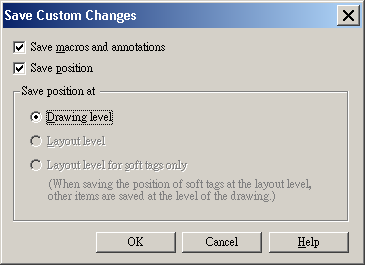 Save Custom Changes
Save macros and annotations
Save position
Save position at
Drawing level
Layout level
Layout level for soft tags only
(When saving the position of soft tags at the layout level,
other items are saved at the level of the drawing.)
OK Cancel Help